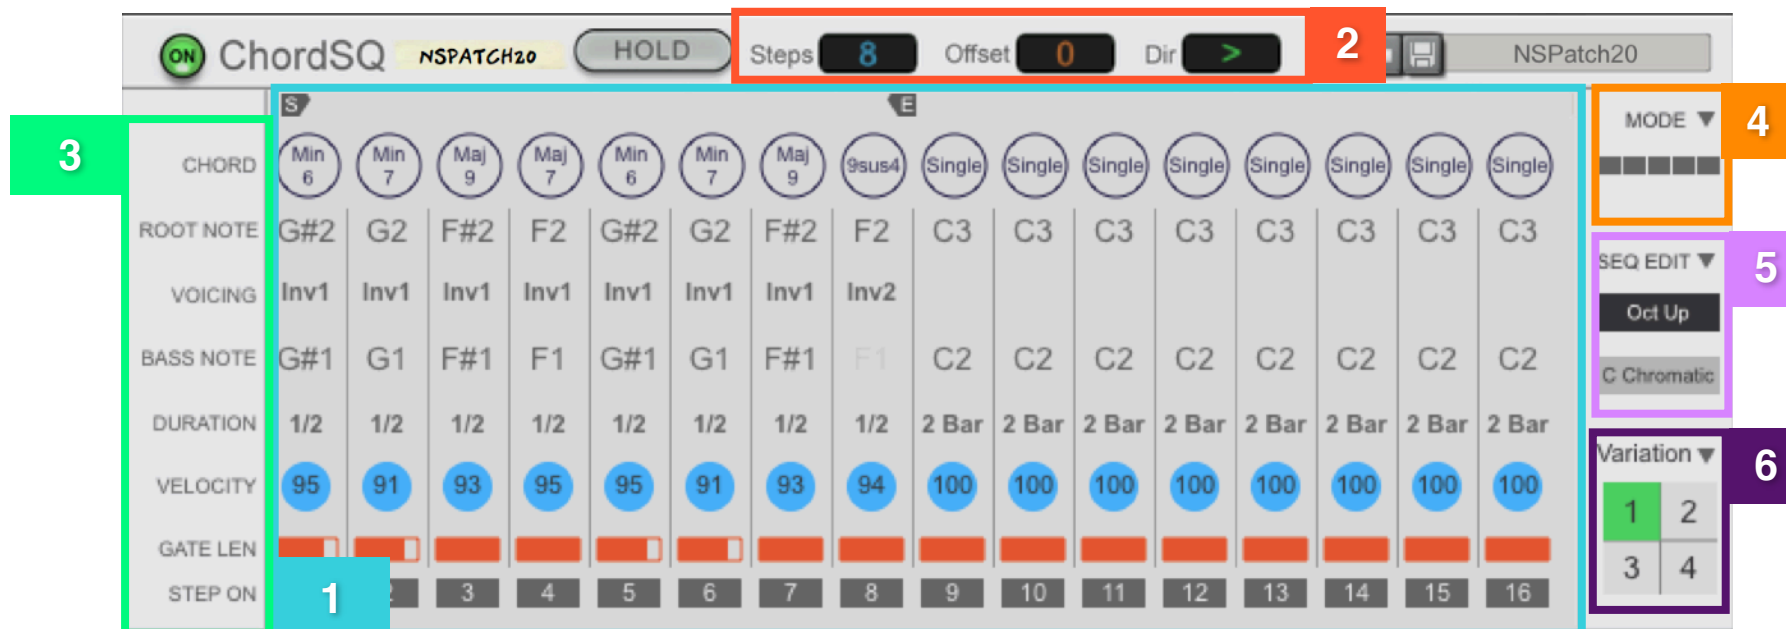 ON ChordSQ NSPATCH20 HOLD Steps 8 Offset 0 Dir > 2 NSPatch20
S E
3 CHORD Min 6 Min 7 Maj 9 Maj 7 Min 6 Min 7 Maj 9 9sus4 Single Single Single Single Single Single Single Single
ROOT NOTE G#2 G2 F#2 F2 G#2 G2 F#2 F2 C3 C3 C3 C3 C3 C3 C3 C3
VOICING Inv1 Inv1 Inv1 Inv1 Inv1 Inv1 Inv1 Inv2
BASS NOTE G#1 G1 F#1 F1 G#1 G1 F#1 F1 C2 C2 C2 C2 C2 C2 C2 C2
DURATION 1/2 1/2 1/2 1/2 1/2 1/2 1/2 1/2 2 Bar 2 Bar 2 Bar 2 Bar 2 Bar 2 Bar 2 Bar 2 Bar
VELOCITY 95 91 93 95 95 91 93 94 100 100 100 100 100 100 100 100
GATE LEN
STEP ON 1 3 4 5 6 7 8 9 10 11 12 13 14 15 16
MODE ▼ 4
SEQ EDIT ▼ 5
Oct Up
C Chromatic
Variation ▼ 6
1 2
3 4